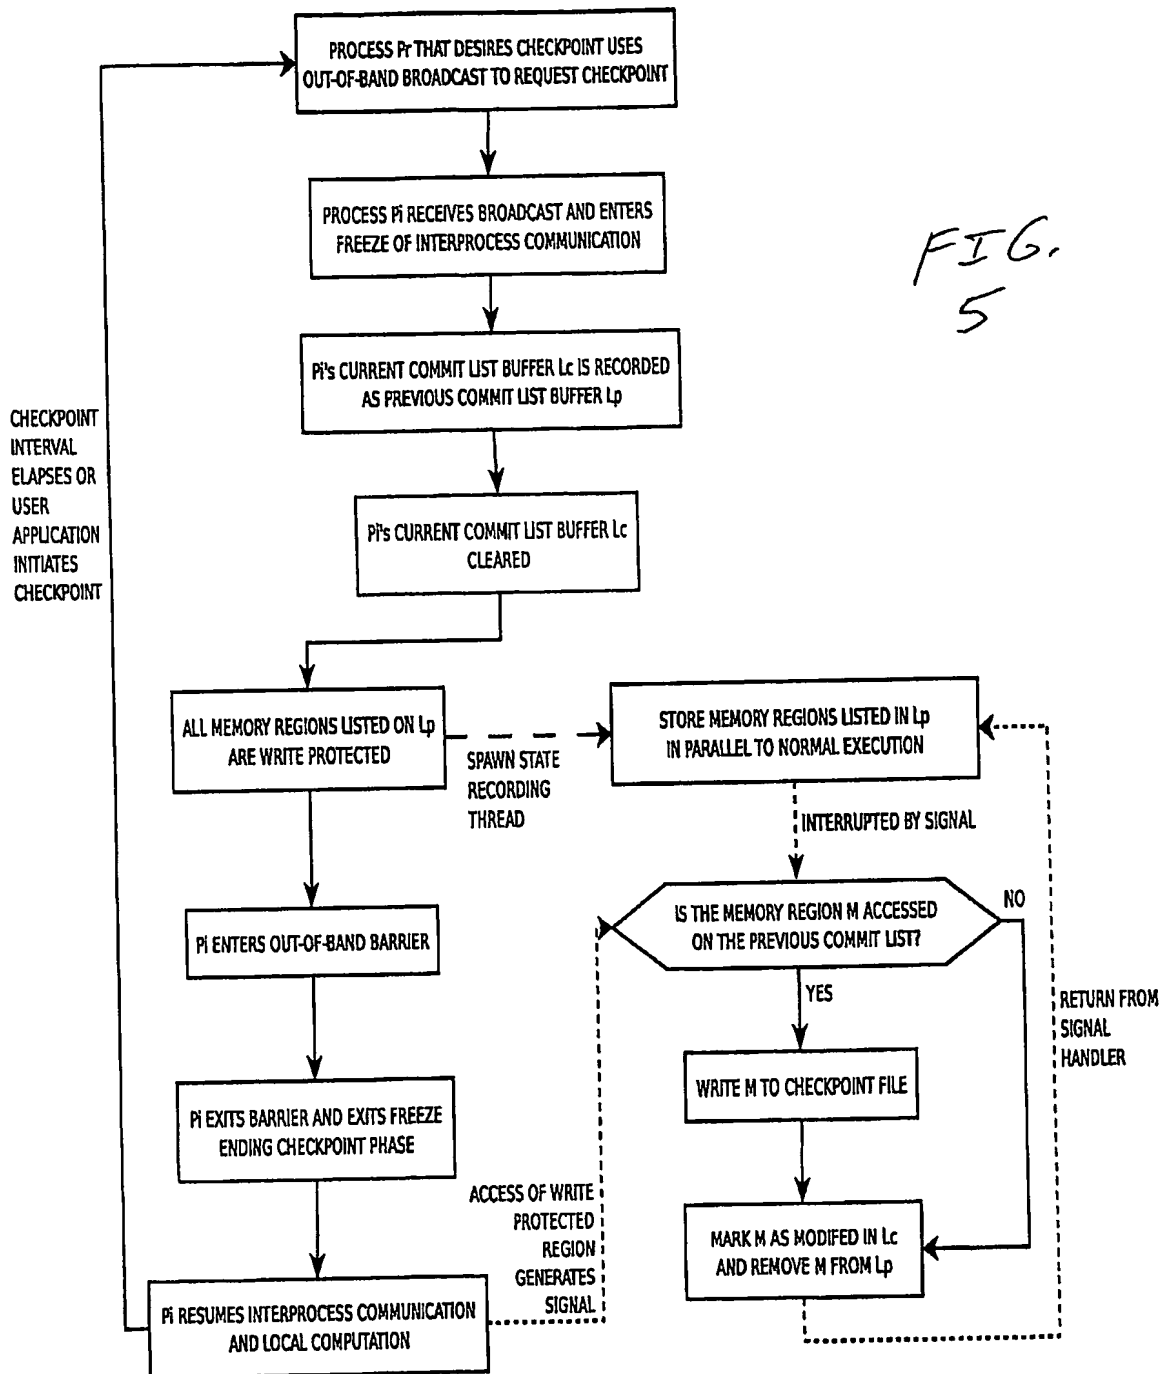 PROCESS Pr THAT DESIRES CHECKPOINT USES
OUT-OF-BAND BROADCAST TO REQUEST CHECKPOINT
PROCESS Pi RECEIVES BROADCAST AND ENTERS
FREEZE OF INTERPROCESS COMMUNICATION
FIG.
5
Pi's CURRENT COMMIT LIST BUFFER Lc IS RECORDED
AS PREVIOUS COMMIT LIST BUFFER Lp
CHECKPOINT
INTERVAL
ELAPSES OR
USER
APPLICATION
INITIATES
CHECKPOINT
Pi's CURRENT COMMIT LIST BUFFER Lc
CLEARED
ALL MEMORY REGIONS LISTED ON Lp
ARE WRITE PROTECTED
SPAWN STATE
RECORDING
THREAD
STORE MEMORY REGIONS LISTED IN Lp
IN PARALLEL TO NORMAL EXECUTION
INTERRUPTED BY SIGNAL
IS THE MEMORY REGION M ACCESSED
ON THE PREVIOUS COMMIT LIST?
NO
YES
Pi ENTERS OUT-OF-BAND BARRIER
RETURN FROM
SIGNAL
HANDLER
WRITE M TO CHECKPOINT FILE
Pi EXITS BARRIER AND EXITS FREEZE
ENDING CHECKPOINT PHASE
ACCESS OF WRITE
PROTECTED
REGION
GENERATES
SIGNAL
MARK M AS MODIFED IN Lc
AND REMOVE M FROM Lp
Pi RESUMES INTERPROCESS COMMUNICATION
AND LOCAL COMPUTATION